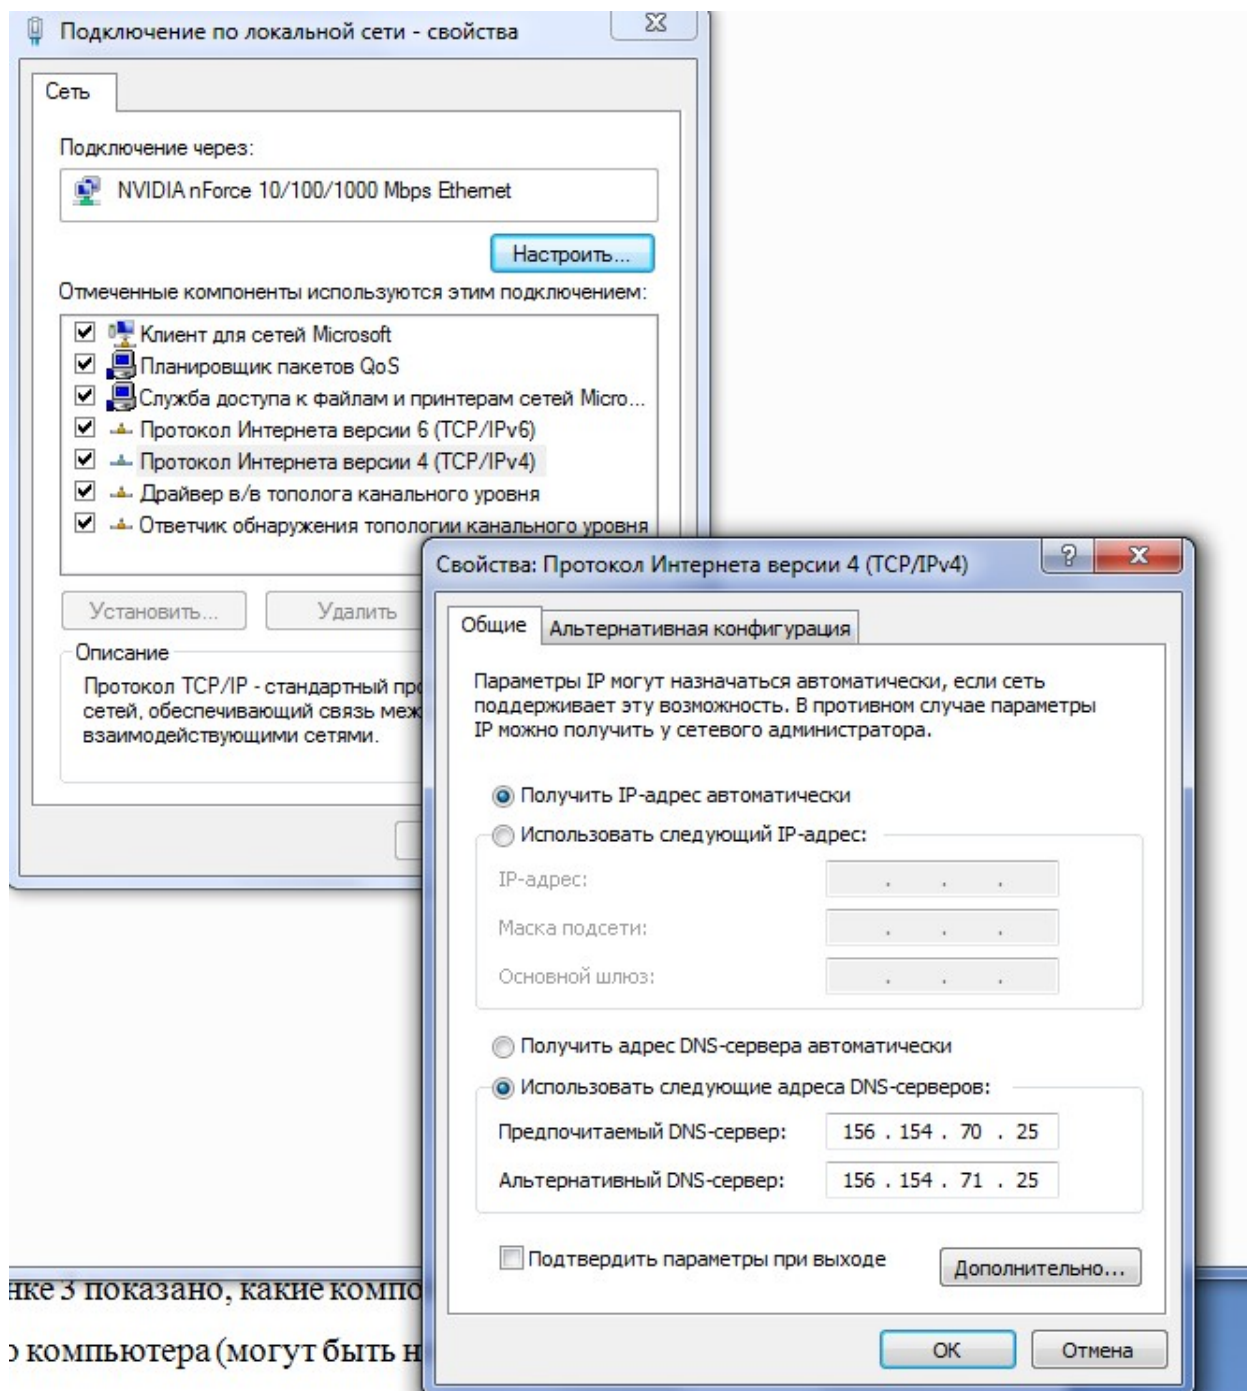 Подключение по локальной сети - свойства
Сеть
Подключение через:
NVIDIA nForce 10/100/1000 Mbps Ethernet
Настроить...
Отмеченные компоненты используются этим подключением:
Клиент для сетей Microsoft
Планировщик пакетов QoS
Служба доступа к файлам и принтерам сетей Micro...
Протокол Интернета версии 6 (TCP/IPv6)
Протокол Интернета версии 4 (TCP/IPv4)
Драйвер в/в тополога канального уровня
Ответчик обнаружения топологии канального уровня
Установить...
Удалить
Описание
Протокол TCP/IP - стандартный
сетей, обеспечивающий связь
взаимодействующими сетями.
Свойства: Протокол Интернета версии 4 (TCP/IPv4)
Общие
Альтернативная конфигурация
Параметры IP могут назначаться автоматически, если сеть
поддерживает эту возможность. В противном случае параметры
IP можно получить у сетевого администратора.
Получить IP-адрес автоматически
Использовать следующий IP-адрес:
IP-адрес: . . .
Маска подсети: . . .
Основной шлюз: . . .
Получить адрес DNS-сервера автоматически
Использовать следующие адреса DNS-серверов:
Предпочитаемый DNS-сервер: 156 . 154 . 70 . 25
Альтернативный DNS-сервер: 156 . 154 . 71 . 25
Подтвердить параметры при выходе
Дополнительно...
ОК
Отмена
3 показано, какие
компьютера (могут быть